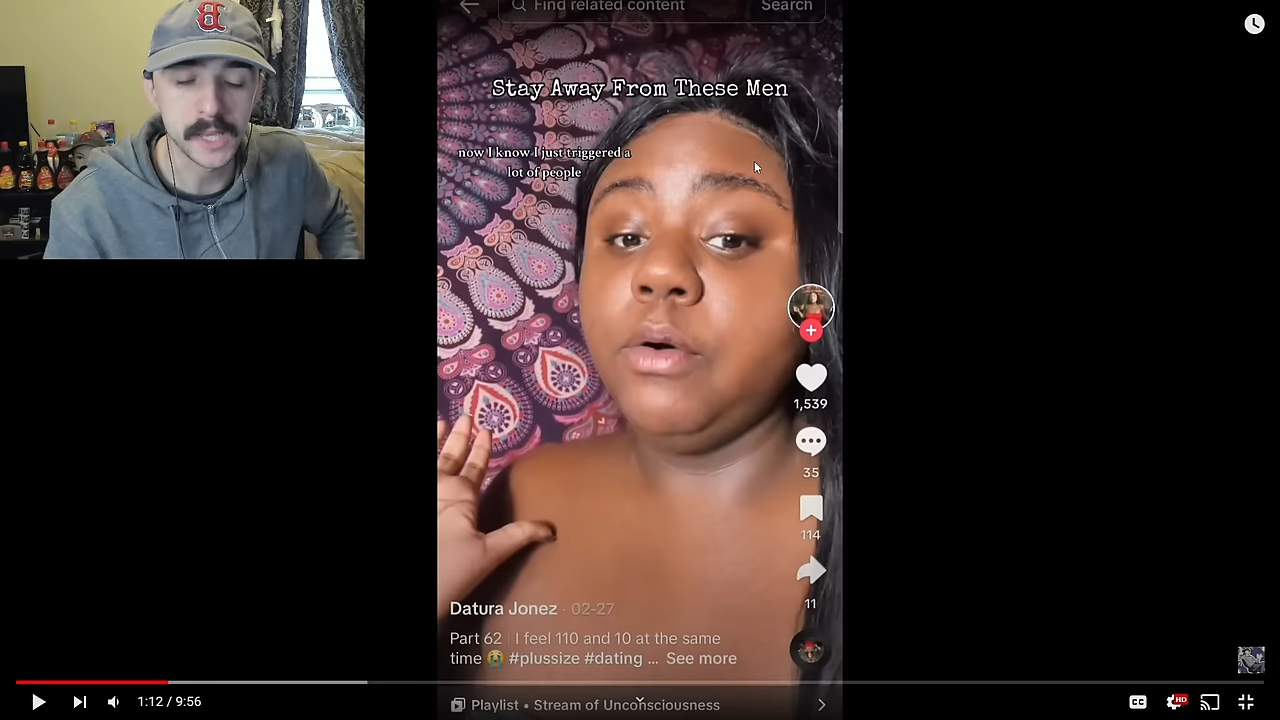 Find related content
Search
Stay Away From These Men
now I know I just triggered a
lot of people
1,539
35
114
11
Datura Jonez · 02-27
Part 62 | I feel 110 and 10 at the same
time 😭 #plussize #dating ... See more
Playlist • Stream of Unconsciousness
1:12 / 9:56
CC
HD
B